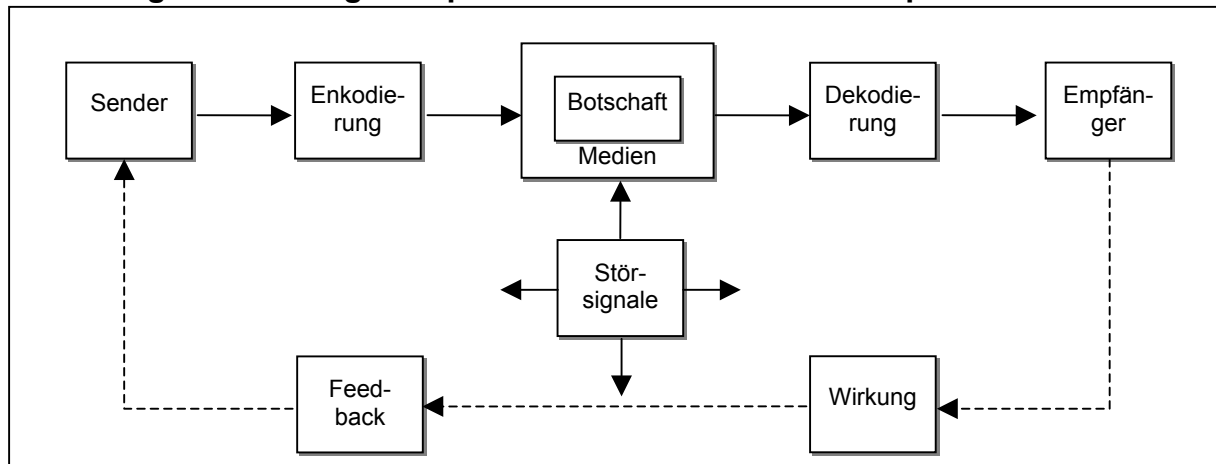 Sender
Enkodie-
rung
Botschaft
Medien
Dekodie-
rung
Empfän-
ger
Stör-
signale
Feed-
back
Wirkung